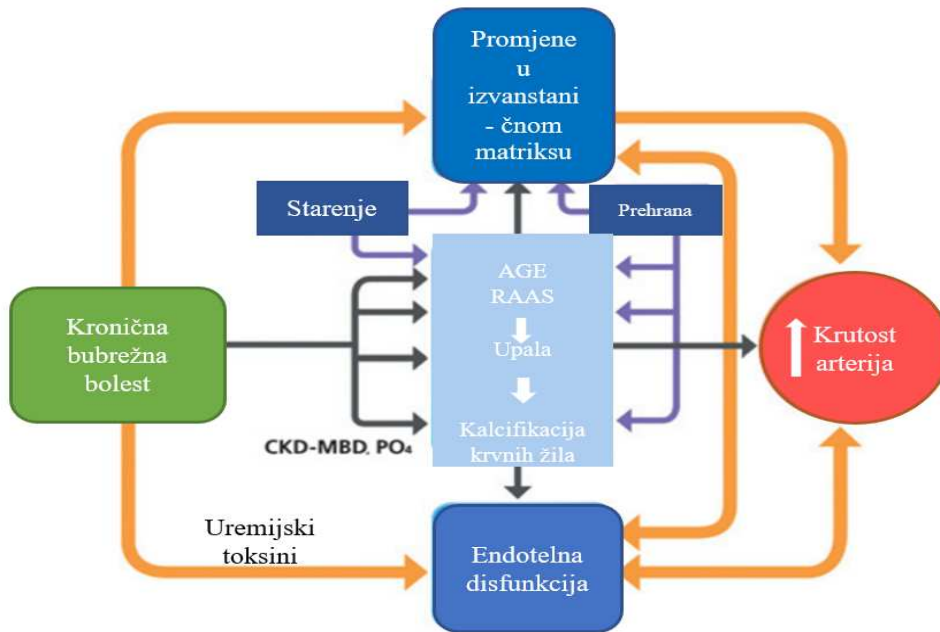 Promjene
u
izvanstani
- čnom
matriksu
Starenje
Prehrana
AGE
RAAS
Upala
Kalcifikacija
krvnih žila
Kronična
bubrežna
bolest
Krutost
arterija
CKD-MBD, PO₄
Uremijski
toksini
Endotelna
disfunkcija